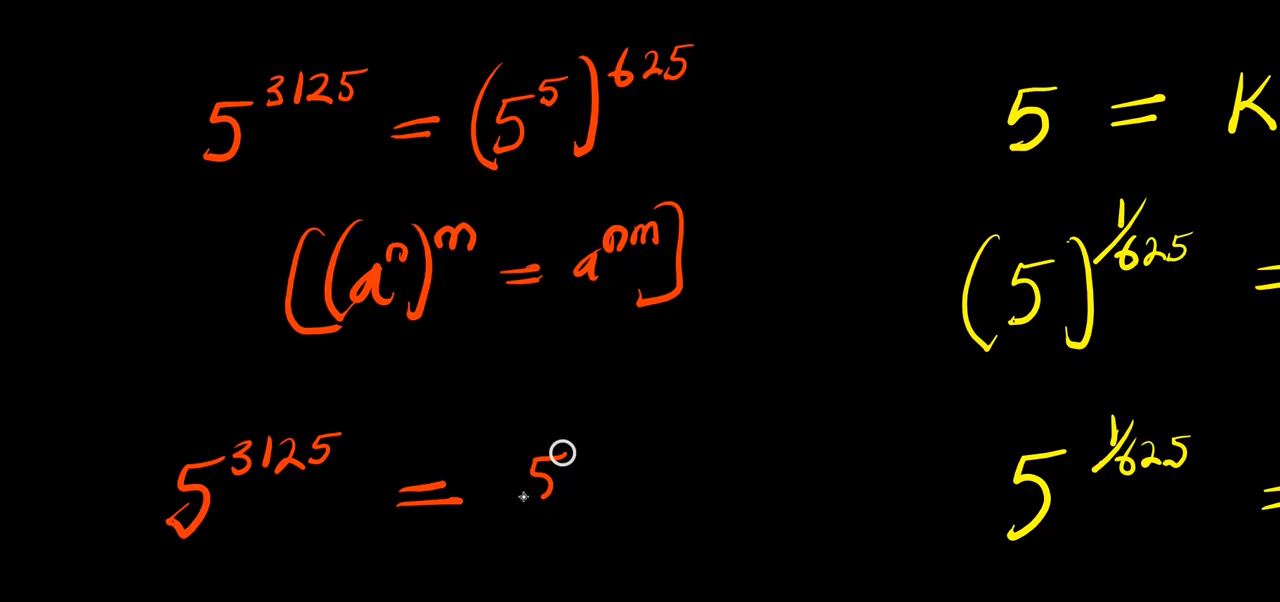 5^3125 = (5^5)^625
[(a^n)^m = a^nm]
5^3125 = 5
5 = K
(5)^1/625 =
5^1/625 =